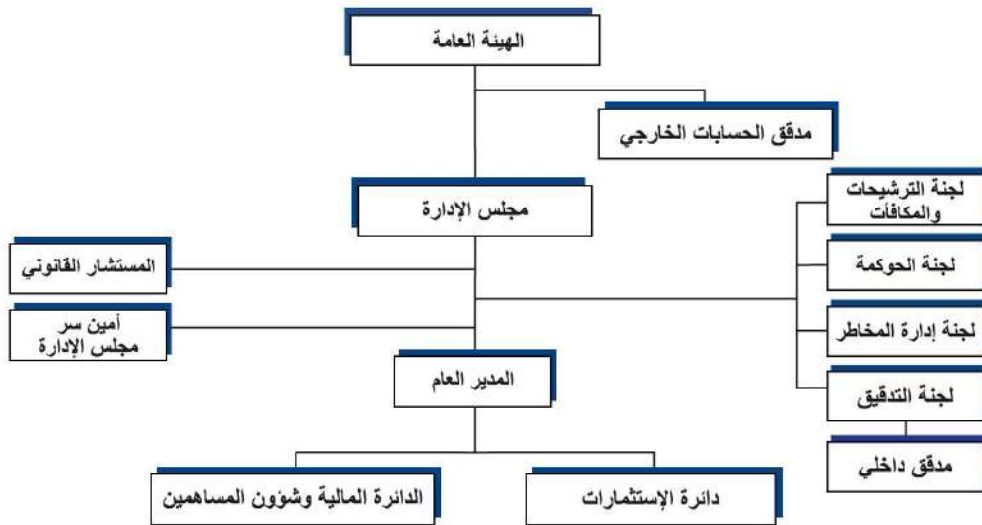 الهيئة العامة
مدقق الحسابات الخارجي
مجلس الإدارة
لجنة الترشيحات
والمكافآت
المستشار القانوني
لجنة الحوكمة
أمين سر
مجلس الإدارة
لجنة إدارة المخاطر
المدير العام
لجنة التدقيق
مدقق داخلي
دائرة الإستثمارات
الدائرة المالية وشؤون المساهمين